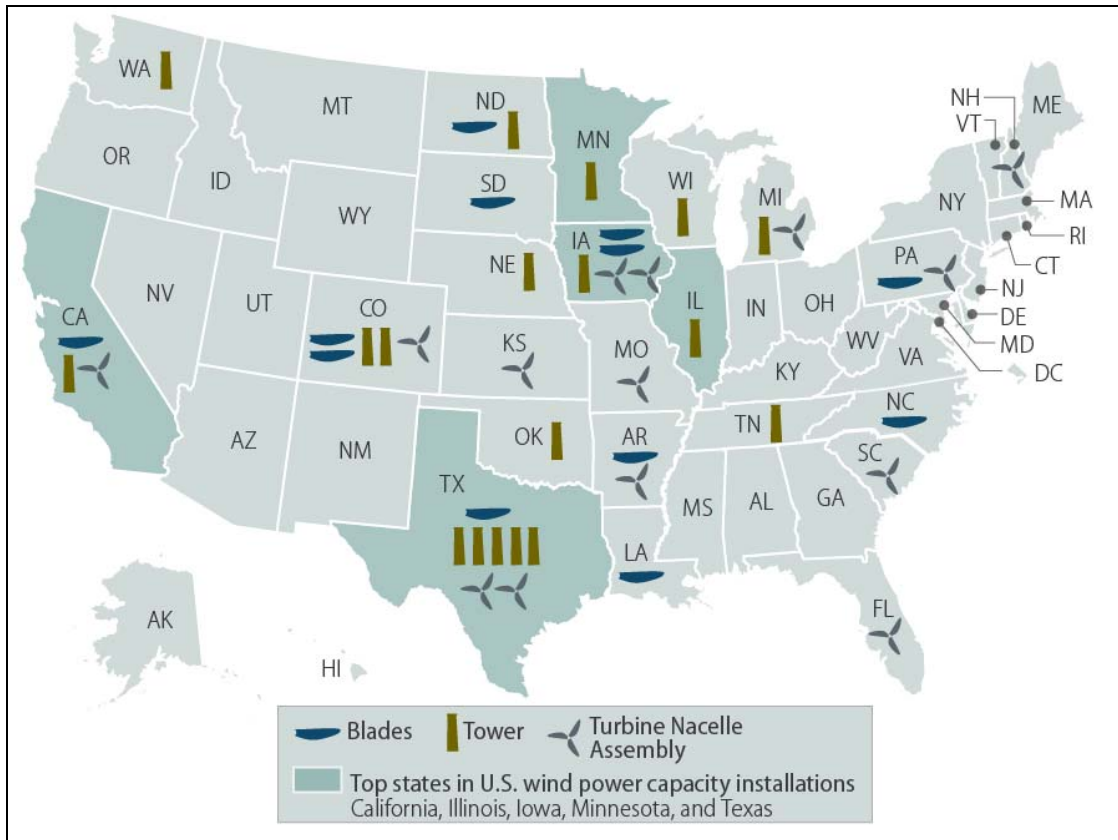 WA
MT
ND
MN
OR
ID
SD
WI
MI
NH
VT
ME
WY
NY
MA
RI
CT
IA
NE
PA
NJ
DE
MD
DC
NV
UT
CO
CA
IL
IN
OH
WV
VA
KS
MO
KY
NC
TN
AZ
NM
OK
AR
SC
MS
AL
GA
TX
LA
FL
AK
HI
Blades
Tower
Turbine Nacelle
Assembly
Top states in U.S. wind power capacity installations
California, Illinois, Iowa, Minnesota, and Texas